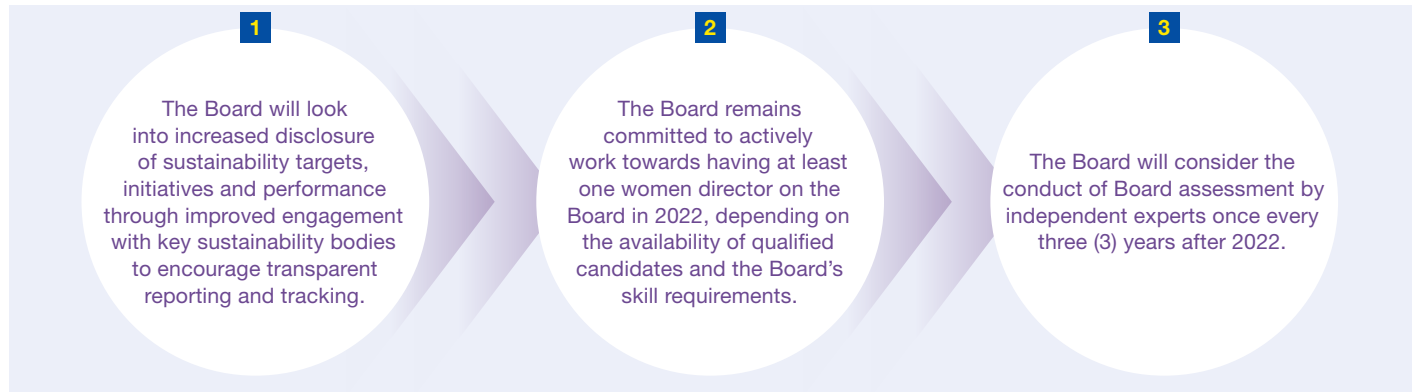 1
The Board will look
into increased disclosure
of sustainability targets,
initiatives and performance
through improved engagement
with key sustainability bodies
to encourage transparent
reporting and tracking.
2
The Board remains
committed to actively
work towards having at least
one women director on the
Board in 2022, depending on
the availability of qualified
candidates and the Board’s
skill requirements.
3
The Board will consider the
conduct of Board assessment by
independent experts once every
three (3) years after 2022.